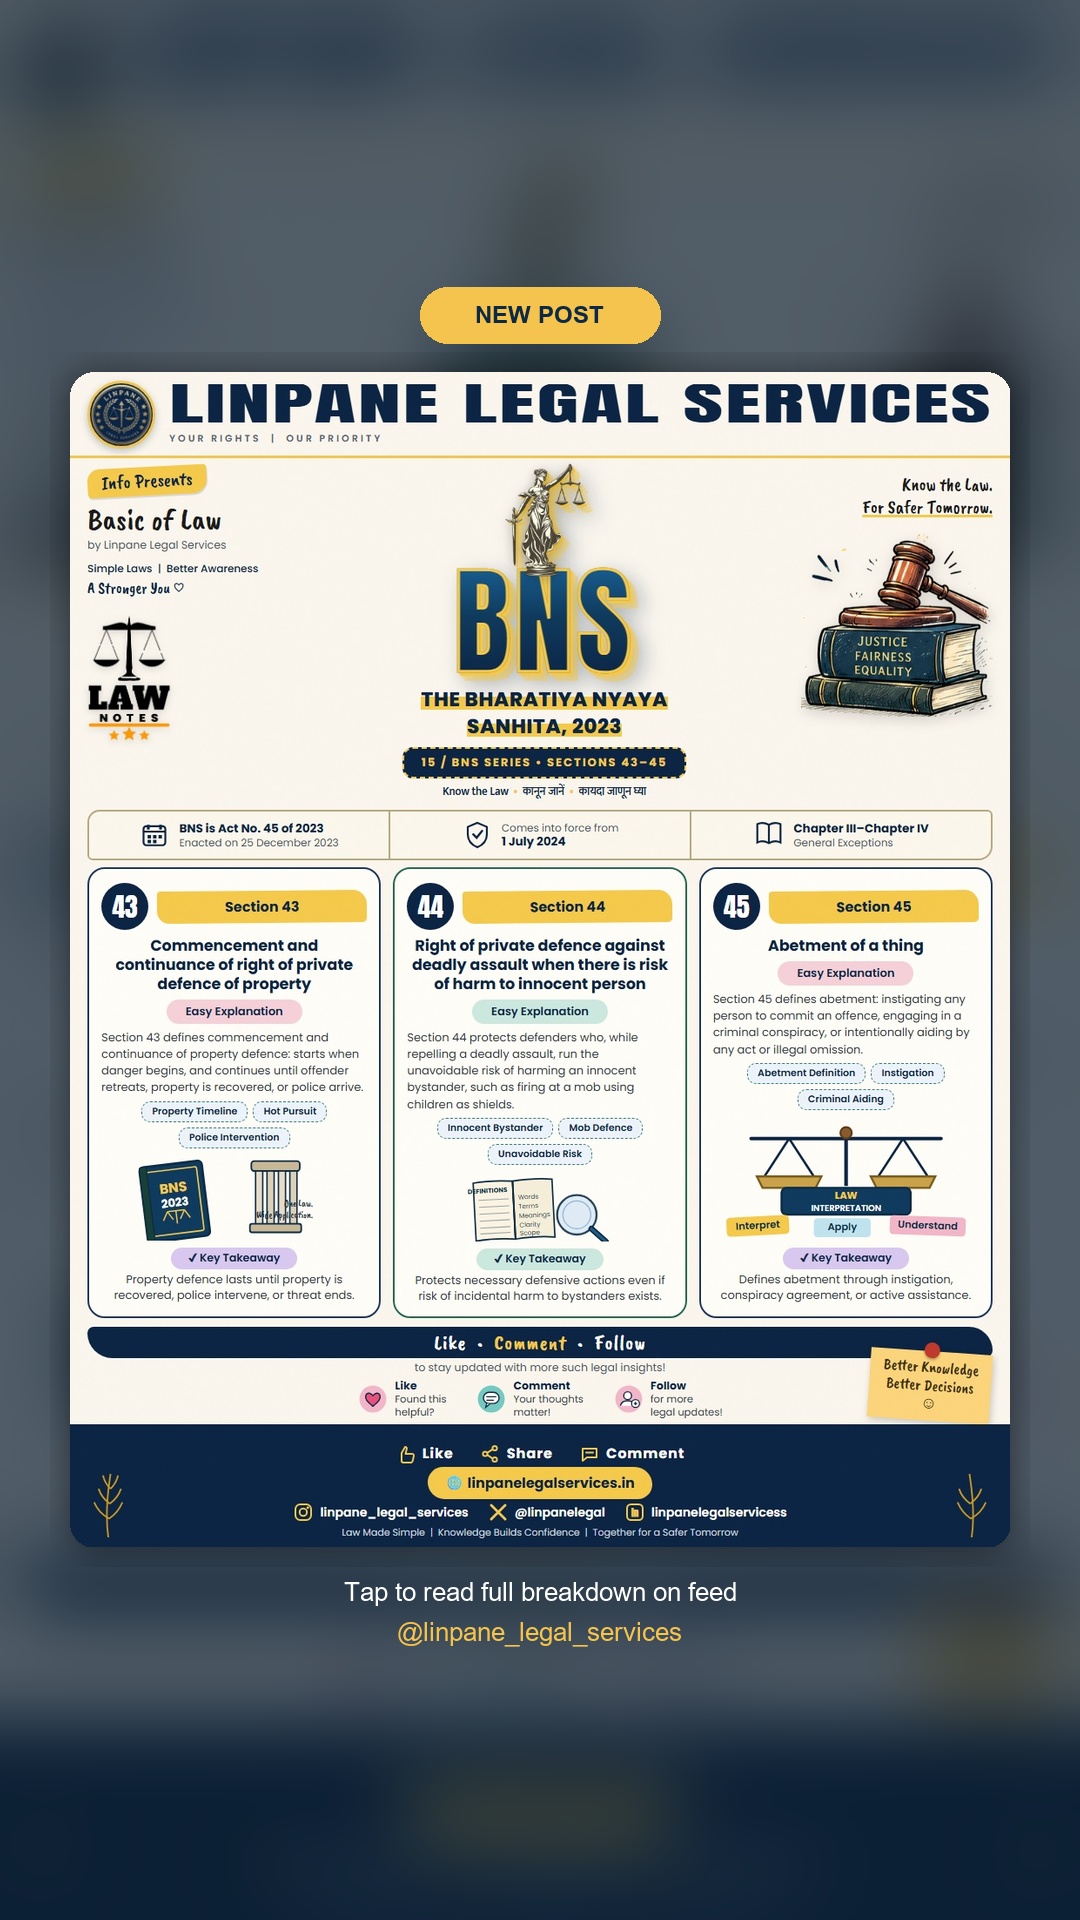 NEW POST
LINPANE LEGAL SERVICES
YOUR RIGHTS | OUR PRIORITY
LINPANE
Info Presents
Basic of Law
by Linpane Legal Services
Simple Laws | Better Awareness
A Stronger You ♡
LAW
NOTES
BNS
THE BHARATIYA NYAYA
SANHITA, 2023
15 / BNS SERIES • SECTIONS 43–45
Know the Law • कानून जानें • कायदा जाणून घ्या
Know the Law.
For Safer Tomorrow.
JUSTICE
FAIRNESS
EQUALITY
BNS is Act No. 45 of 2023
Enacted on 25 December 2023
Comes into force from
1 July 2024
Chapter III–Chapter IV
General Exceptions
43
Section 43
Commencement and
continuance of right of private
defence of property
Easy Explanation
Section 43 defines commencement and
continuance of property defence: starts when
danger begins, and continues until offender
retreats, property is recovered, or police arrive.
Property Timeline
Hot Pursuit
Police Intervention
BNS
2023
One Law.
Wide Application.
✓ Key Takeaway
Property defence lasts until property is
recovered, police intervene, or threat ends.
44
Section 44
Right of private defence against
deadly assault when there is risk
of harm to innocent person
Easy Explanation
Section 44 protects defenders who, while
repelling a deadly assault, run the
unavoidable risk of harming an innocent
bystander, such as firing at a mob using
children as shields.
Innocent Bystander
Mob Defence
Unavoidable Risk
DEFINITIONS
Words
Terms
Meanings
Clarity
Scope
✓ Key Takeaway
Protects necessary defensive actions even if
risk of incidental harm to bystanders exists.
45
Section 45
Abetment of a thing
Easy Explanation
Section 45 defines abetment: instigating any
person to commit an offence, engaging in a
criminal conspiracy, or intentionally aiding by
any act or illegal omission.
Abetment Definition
Instigation
Criminal Aiding
LAW
INTERPRETATION
Interpret
Apply
Understand
✓ Key Takeaway
Defines abetment through instigation,
conspiracy agreement, or active assistance.
Like • Comment • Follow
to stay updated with more such legal insights!
Like
Found this
helpful?
Comment
Your thoughts
matter!
Follow
for more
legal updates!
Better Knowledge
Better Decisions
☺
Like
Share
Comment
linpanelegalservices.in
linpane_legal_services
@linpanelegal
linpanelegalservicess
Law Made Simple | Knowledge Builds Confidence | Together for a Safer Tomorrow
Tap to read full breakdown on feed
@linpane_legal_services